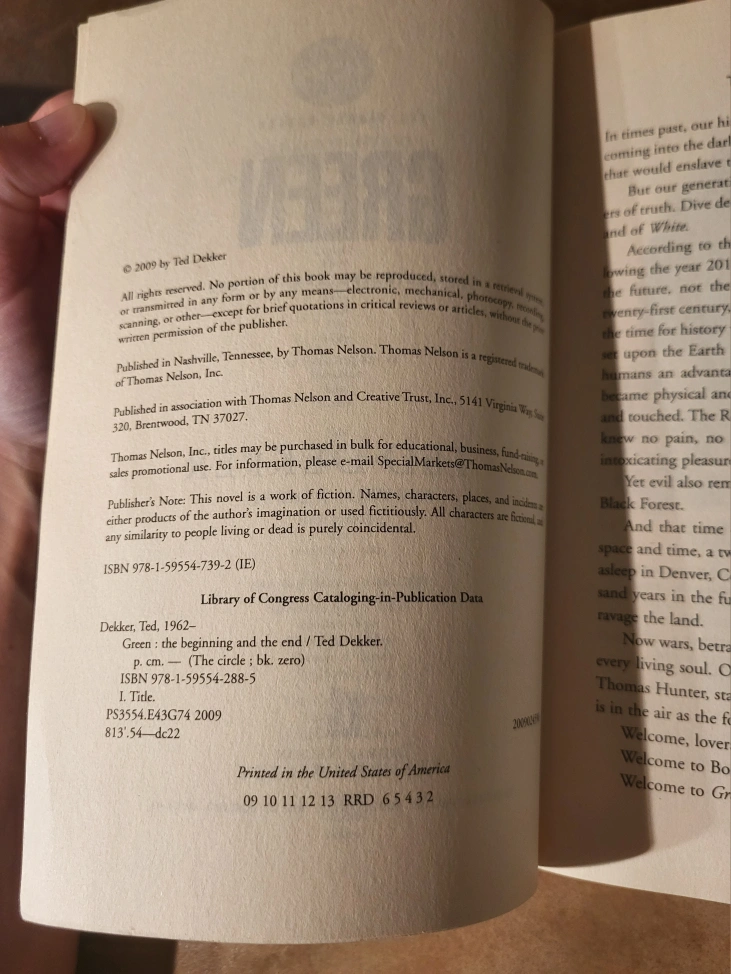 © 2009 by Ted Dekker
All rights reserved. No portion of this book may be reproduced, stored in a retrieval
or transmitted in any form or by any means—electronic, mechanical, photocopy, recording,
scanning, or other—except for brief quotations in critical reviews or articles, without the
written permission of the publisher.
Published in Nashville, Tennessee, by Thomas Nelson. Thomas Nelson is a registered trademark
of Thomas Nelson, Inc.
Published in association with Thomas Nelson and Creative Trust, Inc., 5141 Virginia Way, Suite
320, Brentwood, TN 37027.
Thomas Nelson, Inc., titles may be purchased in bulk for educational, business, fund-raising, o
sales promotional use. For information, please e-mail SpecialMarkets@ThomasNelson.com.
Publisher's Note: This novel is a work of fiction. Names, characters, places, and incidents a
either products of the author's imagination or used fictitiously. All characters are fictional, an
any similarity to people living or dead is purely coincidental.
ISBN 978-1-59554-739-2 (IE)
Library of Congress Cataloging-in-Publication Data
Dekker, Ted, 1962–
Green : the beginning and the end / Ted Dekker.
p. cm. — (The circle ; bk. zero)
ISBN 978-1-59554-288-5
I. Title.
PS3554.E43G74 2009
813'.54—dc22
Printed in the United States of America
09 10 11 12 13 RRD 6 5 4 3 2
In times past, our hi
coming into the dar
that would enslave t
But our generat
ers of truth. Dive de
and of White.
According to th
lowing the year 201
the future, not the
twenty-first century,
the time for history
set upon the Earth
humans an advanta
became physical and
and touched. The R
knew no pain, no
intoxicating pleasur
Yet evil also rem
Black Forest.
And that time
space and time, a tw
asleep in Denver, C
sand years in the fu
ravage the land.
Now wars, betra
every living soul. O
Thomas Hunter, sta
is in the air as the f
Welcome, lover
Welcome to Bo
Welcome to Gr